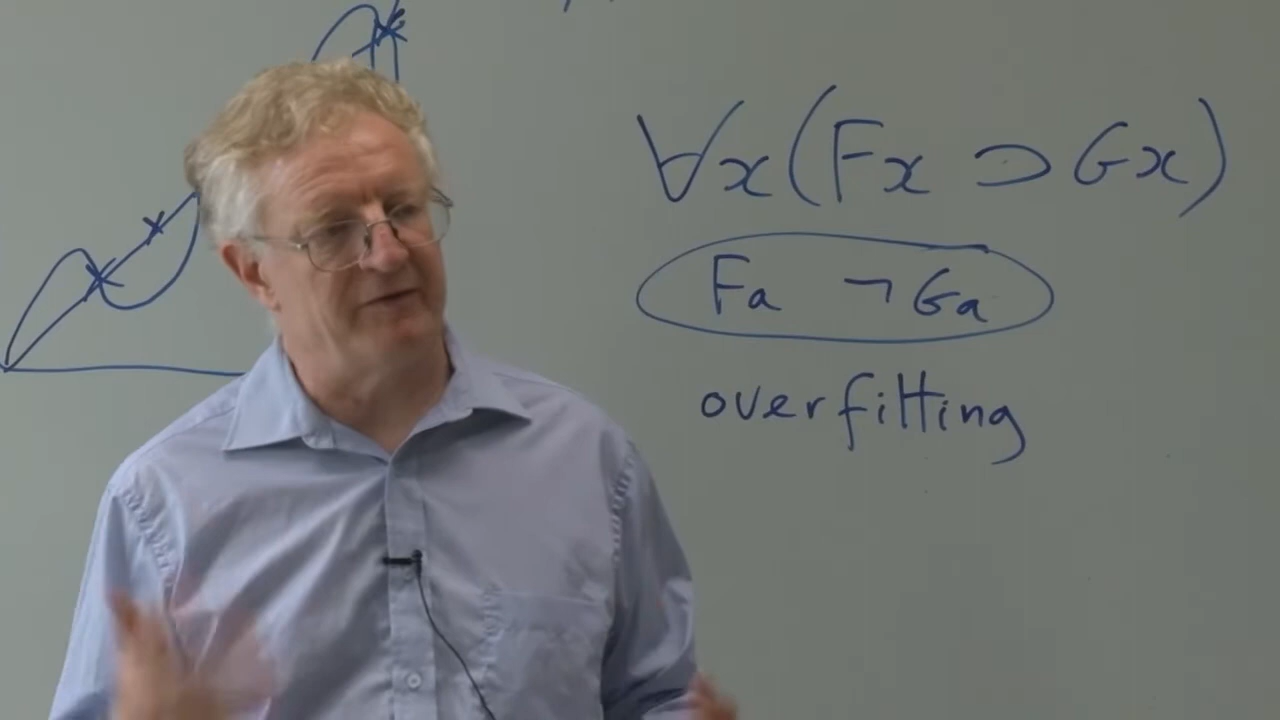 ∀x(Fx ⊃ Gx)
Fa ¬Ga
overfitting